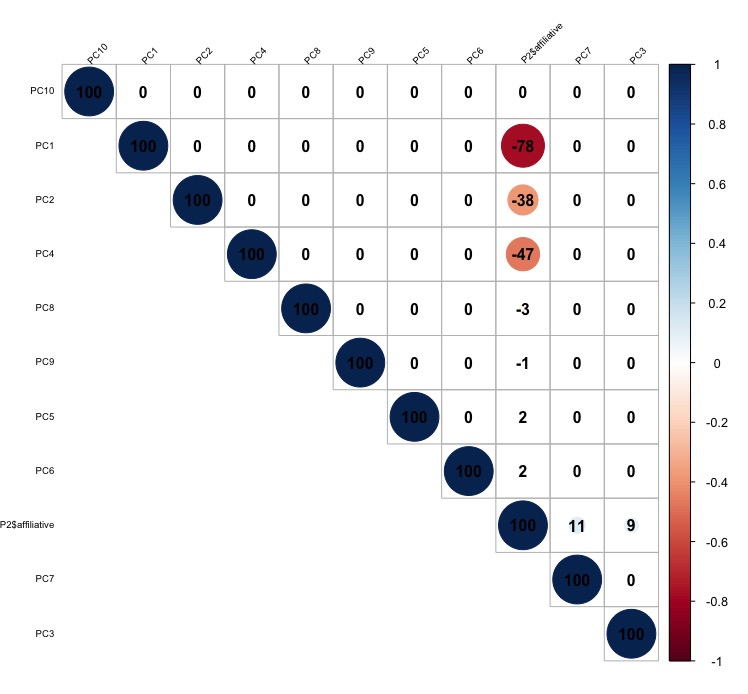 PC10 PC1 PC2 PC4 PC8 PC9 PC5 PC6 P2$affiliative PC7 PC3
PC10 100 0 0 0 0 0 0 0 0 0 0 1
PC1 100 0 0 0 0 0 0 -78 0 0 0.8
PC2 100 0 0 0 0 0 -38 0 0 0.6
PC4 100 0 0 0 0 -47 0 0 0.4
PC8 100 0 0 0 -3 0 0 0.2
PC9 100 0 0 -1 0 0 0
PC5 100 0 2 0 0 -0.2
PC6 100 2 0 0 -0.4
P2$affiliative 100 11 9 -0.6
PC7 100 0 -0.8
PC3 100 -1